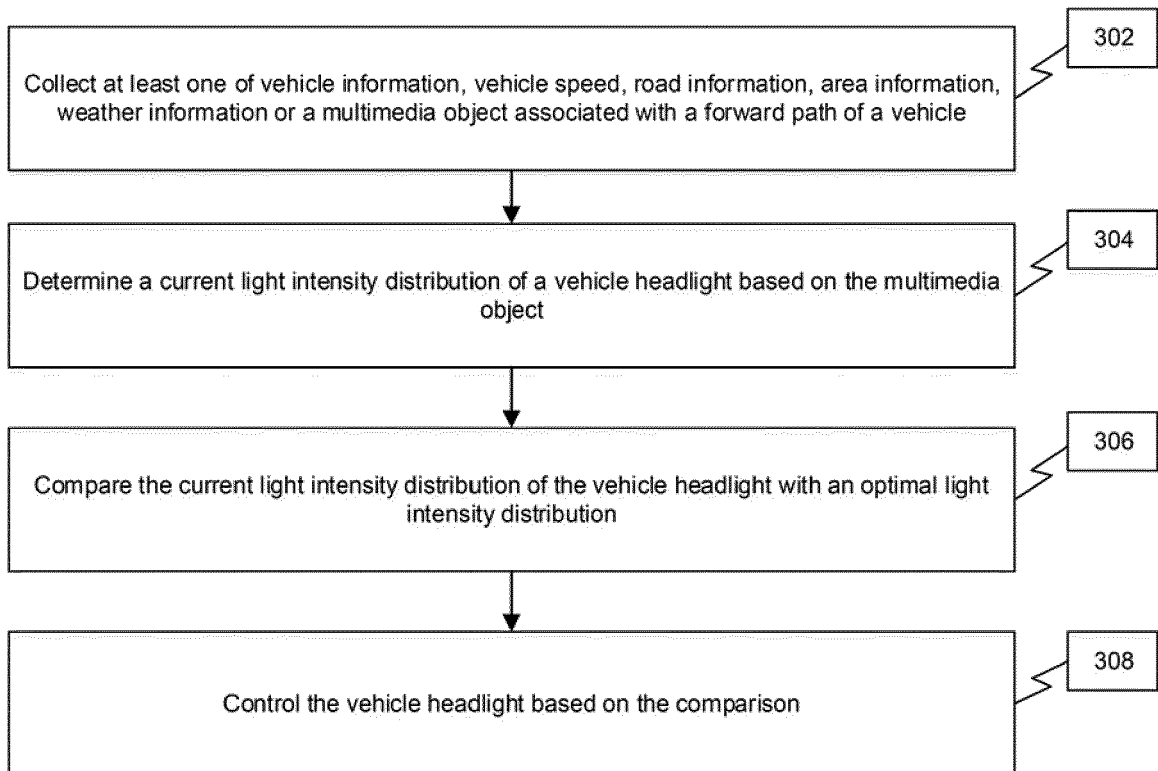 302
Collect at least one of vehicle information, vehicle speed, road information, area information,
weather information or a multimedia object associated with a forward path of a vehicle
304
Determine a current light intensity distribution of a vehicle headlight based on the multimedia
object
306
Compare the current light intensity distribution of the vehicle headlight with an optimal light
intensity distribution
308
Control the vehicle headlight based on the comparison